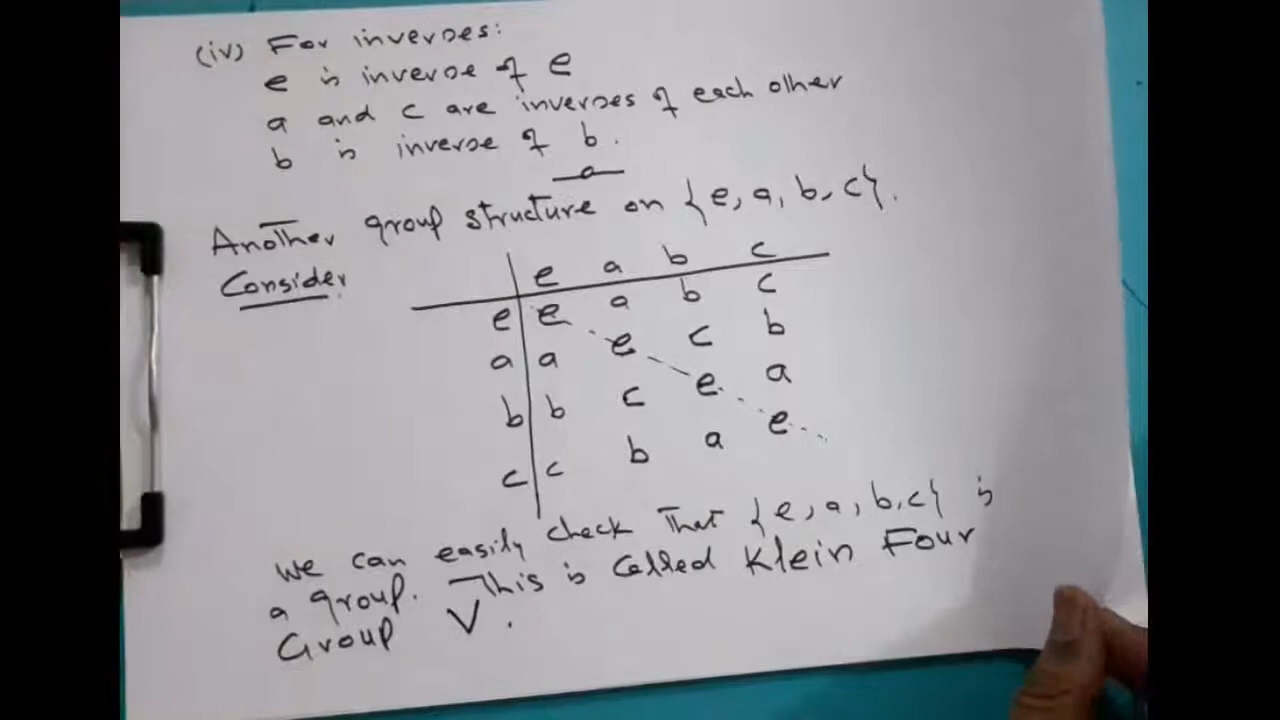 (iv) For inverses:
e is inverse of e
a and c are inverses of each other
b is inverse of b.
Another group structure on {e, a, b, c}.
Consider
e a b c
e e a b c
a a e c b
b b c e a
c c b a e
We can easily check that {e, a, b, c} is
a group. This is called Klein Four
Group V.